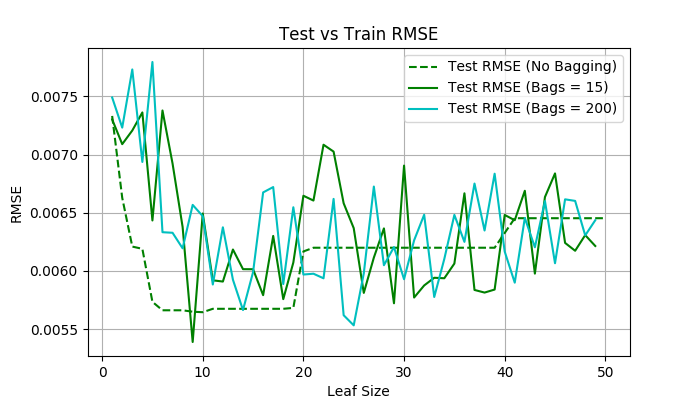 Test vs Train RMSE
Test RMSE (No Bagging)
Test RMSE (Bags = 15)
Test RMSE (Bags = 200)
RMSE
0.0075
0.0070
0.0065
0.0060
0.0055
0 10 20 30 40 50
Leaf Size